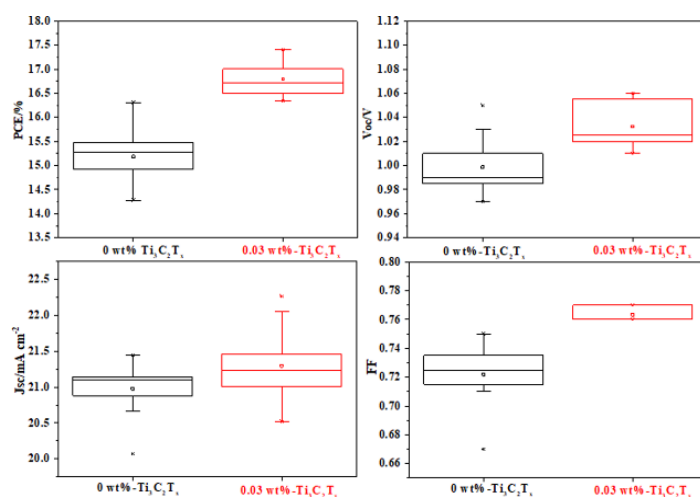 18.0
17.5
17.0
16.5
16.0
15.5
15.0
14.5
14.0
13.5
PCE/%
0 wt% Ti₃C₂Tₓ
0.03 wt%-Ti₃C₂Tₓ
1.12
1.10
1.08
1.06
1.04
1.02
1.00
0.98
0.96
0.94
Voc/V
0 wt%-Ti₃C₂Tₓ
0.03 wt%-Ti₃C₂Tₓ
22.5
22.0
21.5
21.0
20.5
20.0
Jsc/mA cm⁻²
0 wt%-Ti₃C₂Tₓ
0.03 wt%-Ti₃C₂Tₓ
0.80
0.78
0.76
0.74
0.72
0.70
0.68
0.66
FF
0 wt%-Ti₃C₂Tₓ
0.03 wt%-Ti₃C₂Tₓ